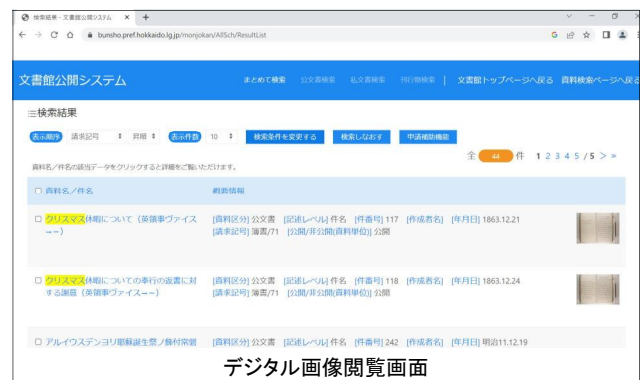 検索結果 - 文書館公開システム
bunsho.pref.hokkaido.lg.jp/monjokan/AllSch/ResultList
文書館公開システム
まとめて検索 公文書検索 私文書検索 刊行物検索 | 文書館トップページへ戻る 資料検索ページへ戻る
検索結果
表示順序 請求記号 昇順 表示件数 10 検索条件を変更する 検索しなおす 申請補助機能
全 44 件 1 2 3 4 5 / 5 > »
資料名/件名の該当データをクリックすると詳細をご覧いただけます。
資料名/件名 概要情報
クリスマス休暇について(英領事ヴァイス→-) [資料区分] 公文書 [記述レベル] 件名 [件番号] 117 [作成者名] [年月日] 1863.12.21
[請求記号] 簿書/71 [公開/非公開(資料単位)] 公開
クリスマス休暇についての奉行の返書に対する謝意(英領事ヴァイス→-) [資料区分] 公文書 [記述レベル] 件名 [件番号] 118 [作成者名] [年月日] 1863.12.24
[請求記号] 簿書/71 [公開/非公開(資料単位)] 公開
アルイウスデンヨリ耶蘇誕生祭ノ飾付常磐 [資料区分] 公文書 [記述レベル] 件名 [件番号] 242 [作成者名] [年月日] 明治11.12.19
デジタル画像閲覧画面